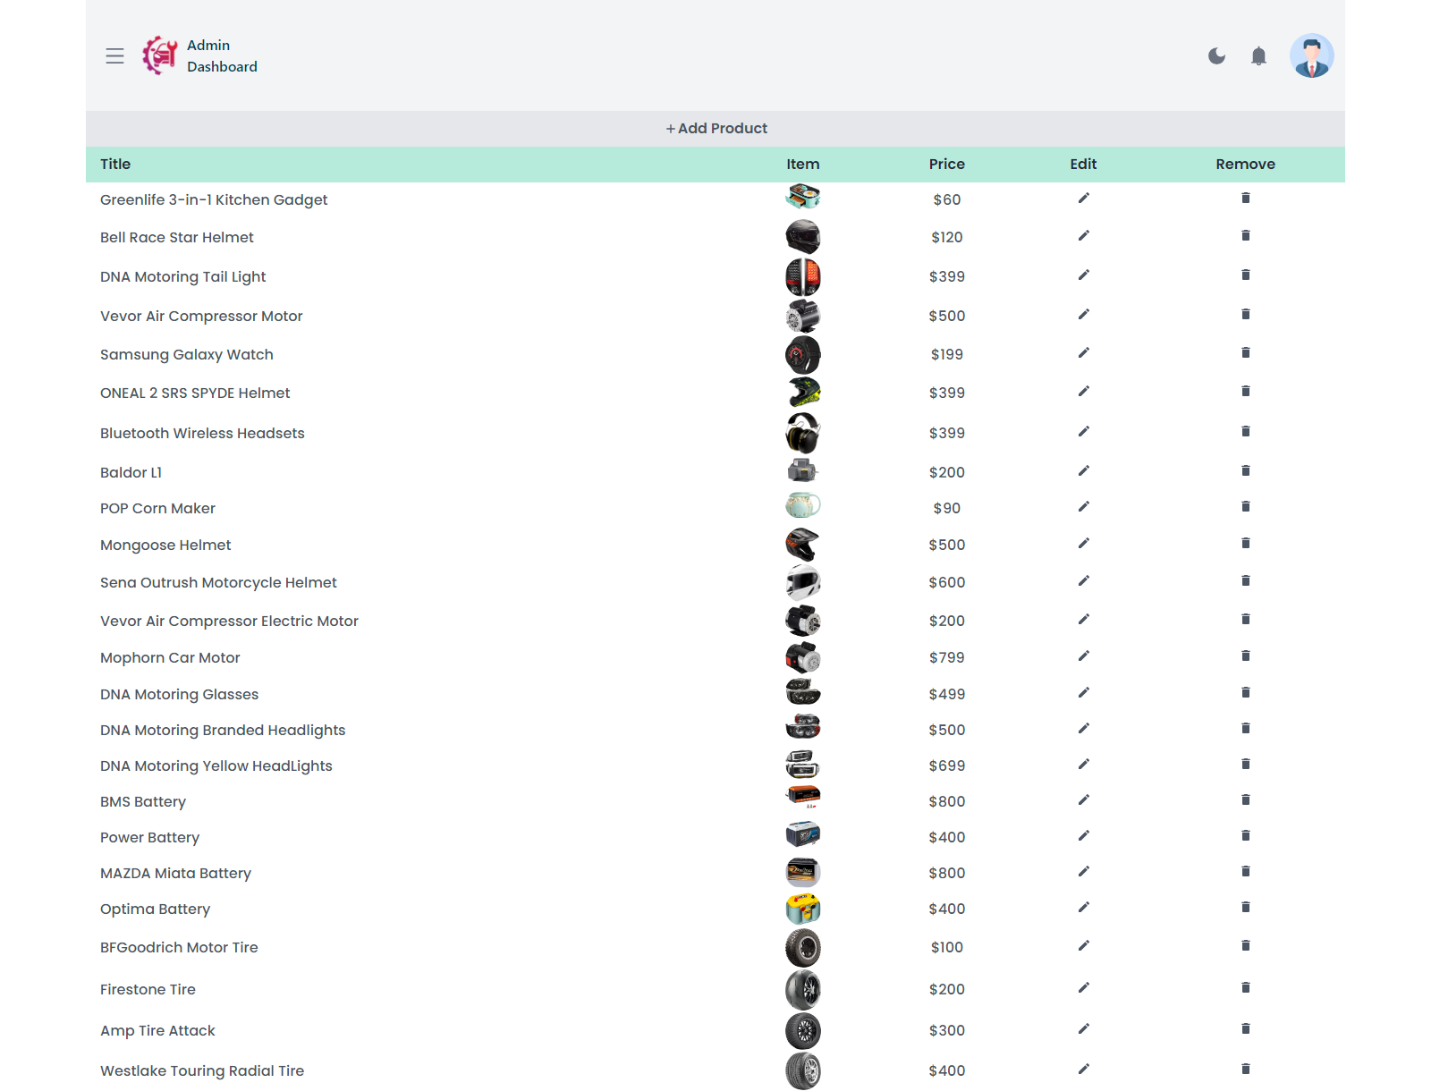 Admin
Dashboard
+ Add Product
Title Item Price Edit Remove
Greenlife 3-in-1 Kitchen Gadget $60
Bell Race Star Helmet $120
DNA Motoring Tail Light $399
Vevor Air Compressor Motor $500
Samsung Galaxy Watch $199
ONEAL 2 SRS SPYDE Helmet $399
Bluetooth Wireless Headsets $399
Baldor L1 $200
POP Corn Maker $90
Mongoose Helmet $500
Sena Outrush Motorcycle Helmet $600
Vevor Air Compressor Electric Motor $200
Mophorn Car Motor $799
DNA Motoring Glasses $499
DNA Motoring Branded Headlights $500
DNA Motoring Yellow HeadLights $699
BMS Battery $800
Power Battery $400
MAZDA Miata Battery $800
Optima Battery $400
BFGoodrich Motor Tire $100
Firestone Tire $200
Amp Tire Attack $300
Westlake Touring Radial Tire $400